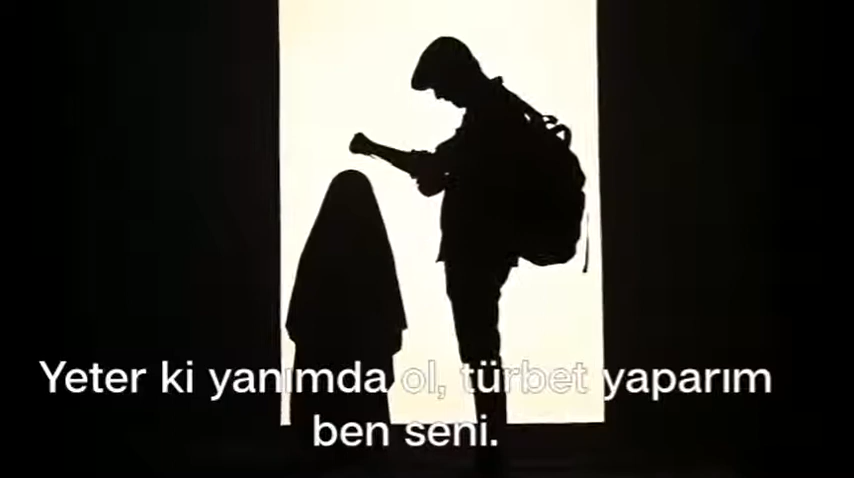 Yeter ki yanımda ol, türbet yaparım
ben seni.